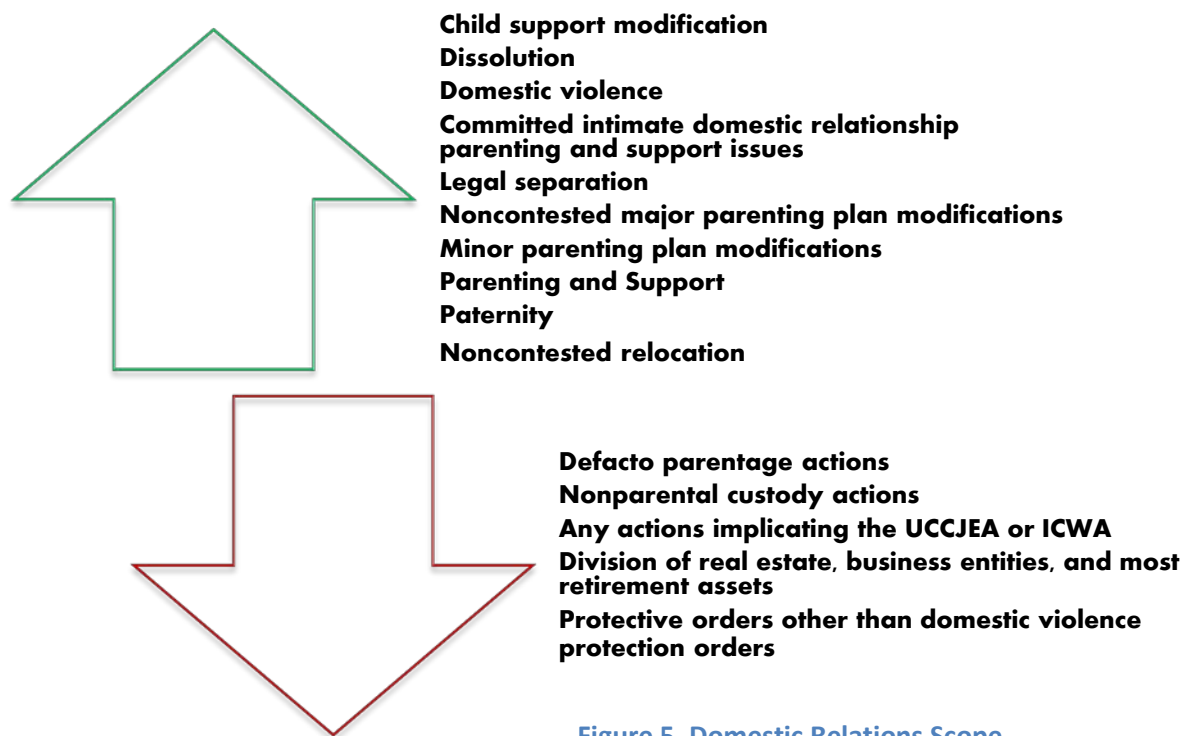 Child support modification
Dissolution
Domestic violence
Committed intimate domestic relationship
parenting and support issues
Legal separation
Noncontested major parenting plan modifications
Minor parenting plan modifications
Parenting and Support
Paternity
Noncontested relocation
Defacto parentage actions
Nonparental custody actions
Any actions implicating the UCCJEA or ICWA
Division of real estate, business entities, and most
retirement assets
Protective orders other than domestic violence
protection orders
Figure 5. Domestic Relations Scope